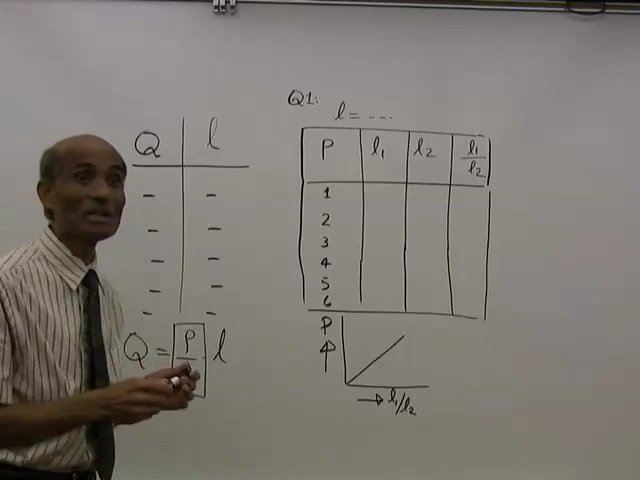 Q l
- -
- -
- -
- -
- -
Q = P/ l
Q1:
l = ----
P l1 l2 l1/l2
1
2
3
4
5
6
P
l1/l2